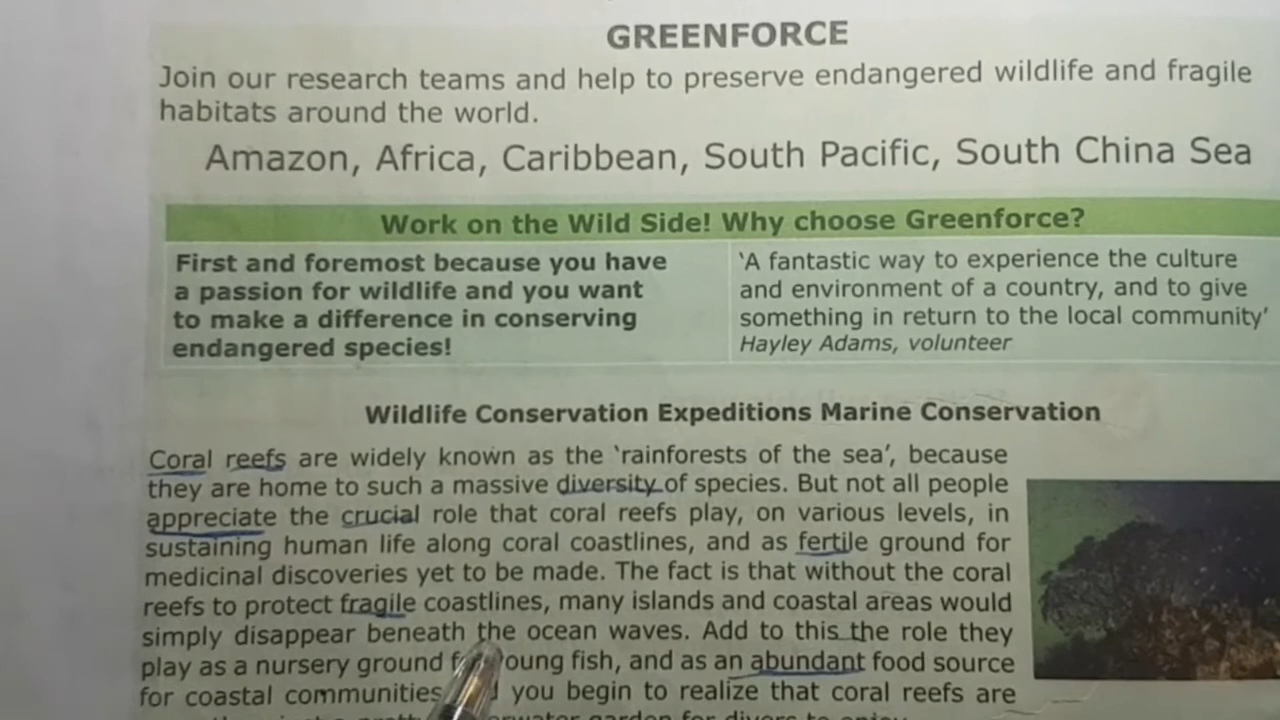 GREENFORCE
Join our research teams and help to preserve endangered wildlife and fragile
habitats around the world.
Amazon, Africa, Caribbean, South Pacific, South China Sea
Work on the Wild Side! Why choose Greenforce?
First and foremost because you have
a passion for wildlife and you want
to make a difference in conserving
endangered species!
‘A fantastic way to experience the culture
and environment of a country, and to give
something in return to the local community’
Hayley Adams, volunteer
Wildlife Conservation Expeditions Marine Conservation
Coral reefs are widely known as the ‘rainforests of the sea’, because
they are home to such a massive diversity of species. But not all people
appreciate the crucial role that coral reefs play, on various levels, in
sustaining human life along coral coastlines, and as fertile ground for
medicinal discoveries yet to be made. The fact is that without the coral
reefs to protect fragile coastlines, many islands and coastal areas would
simply disappear beneath the ocean waves. Add to this the role they
play as a nursery ground young fish, and as an abundant food source
for coastal communities you begin to realize that coral reefs are
garden for divers to enjoy